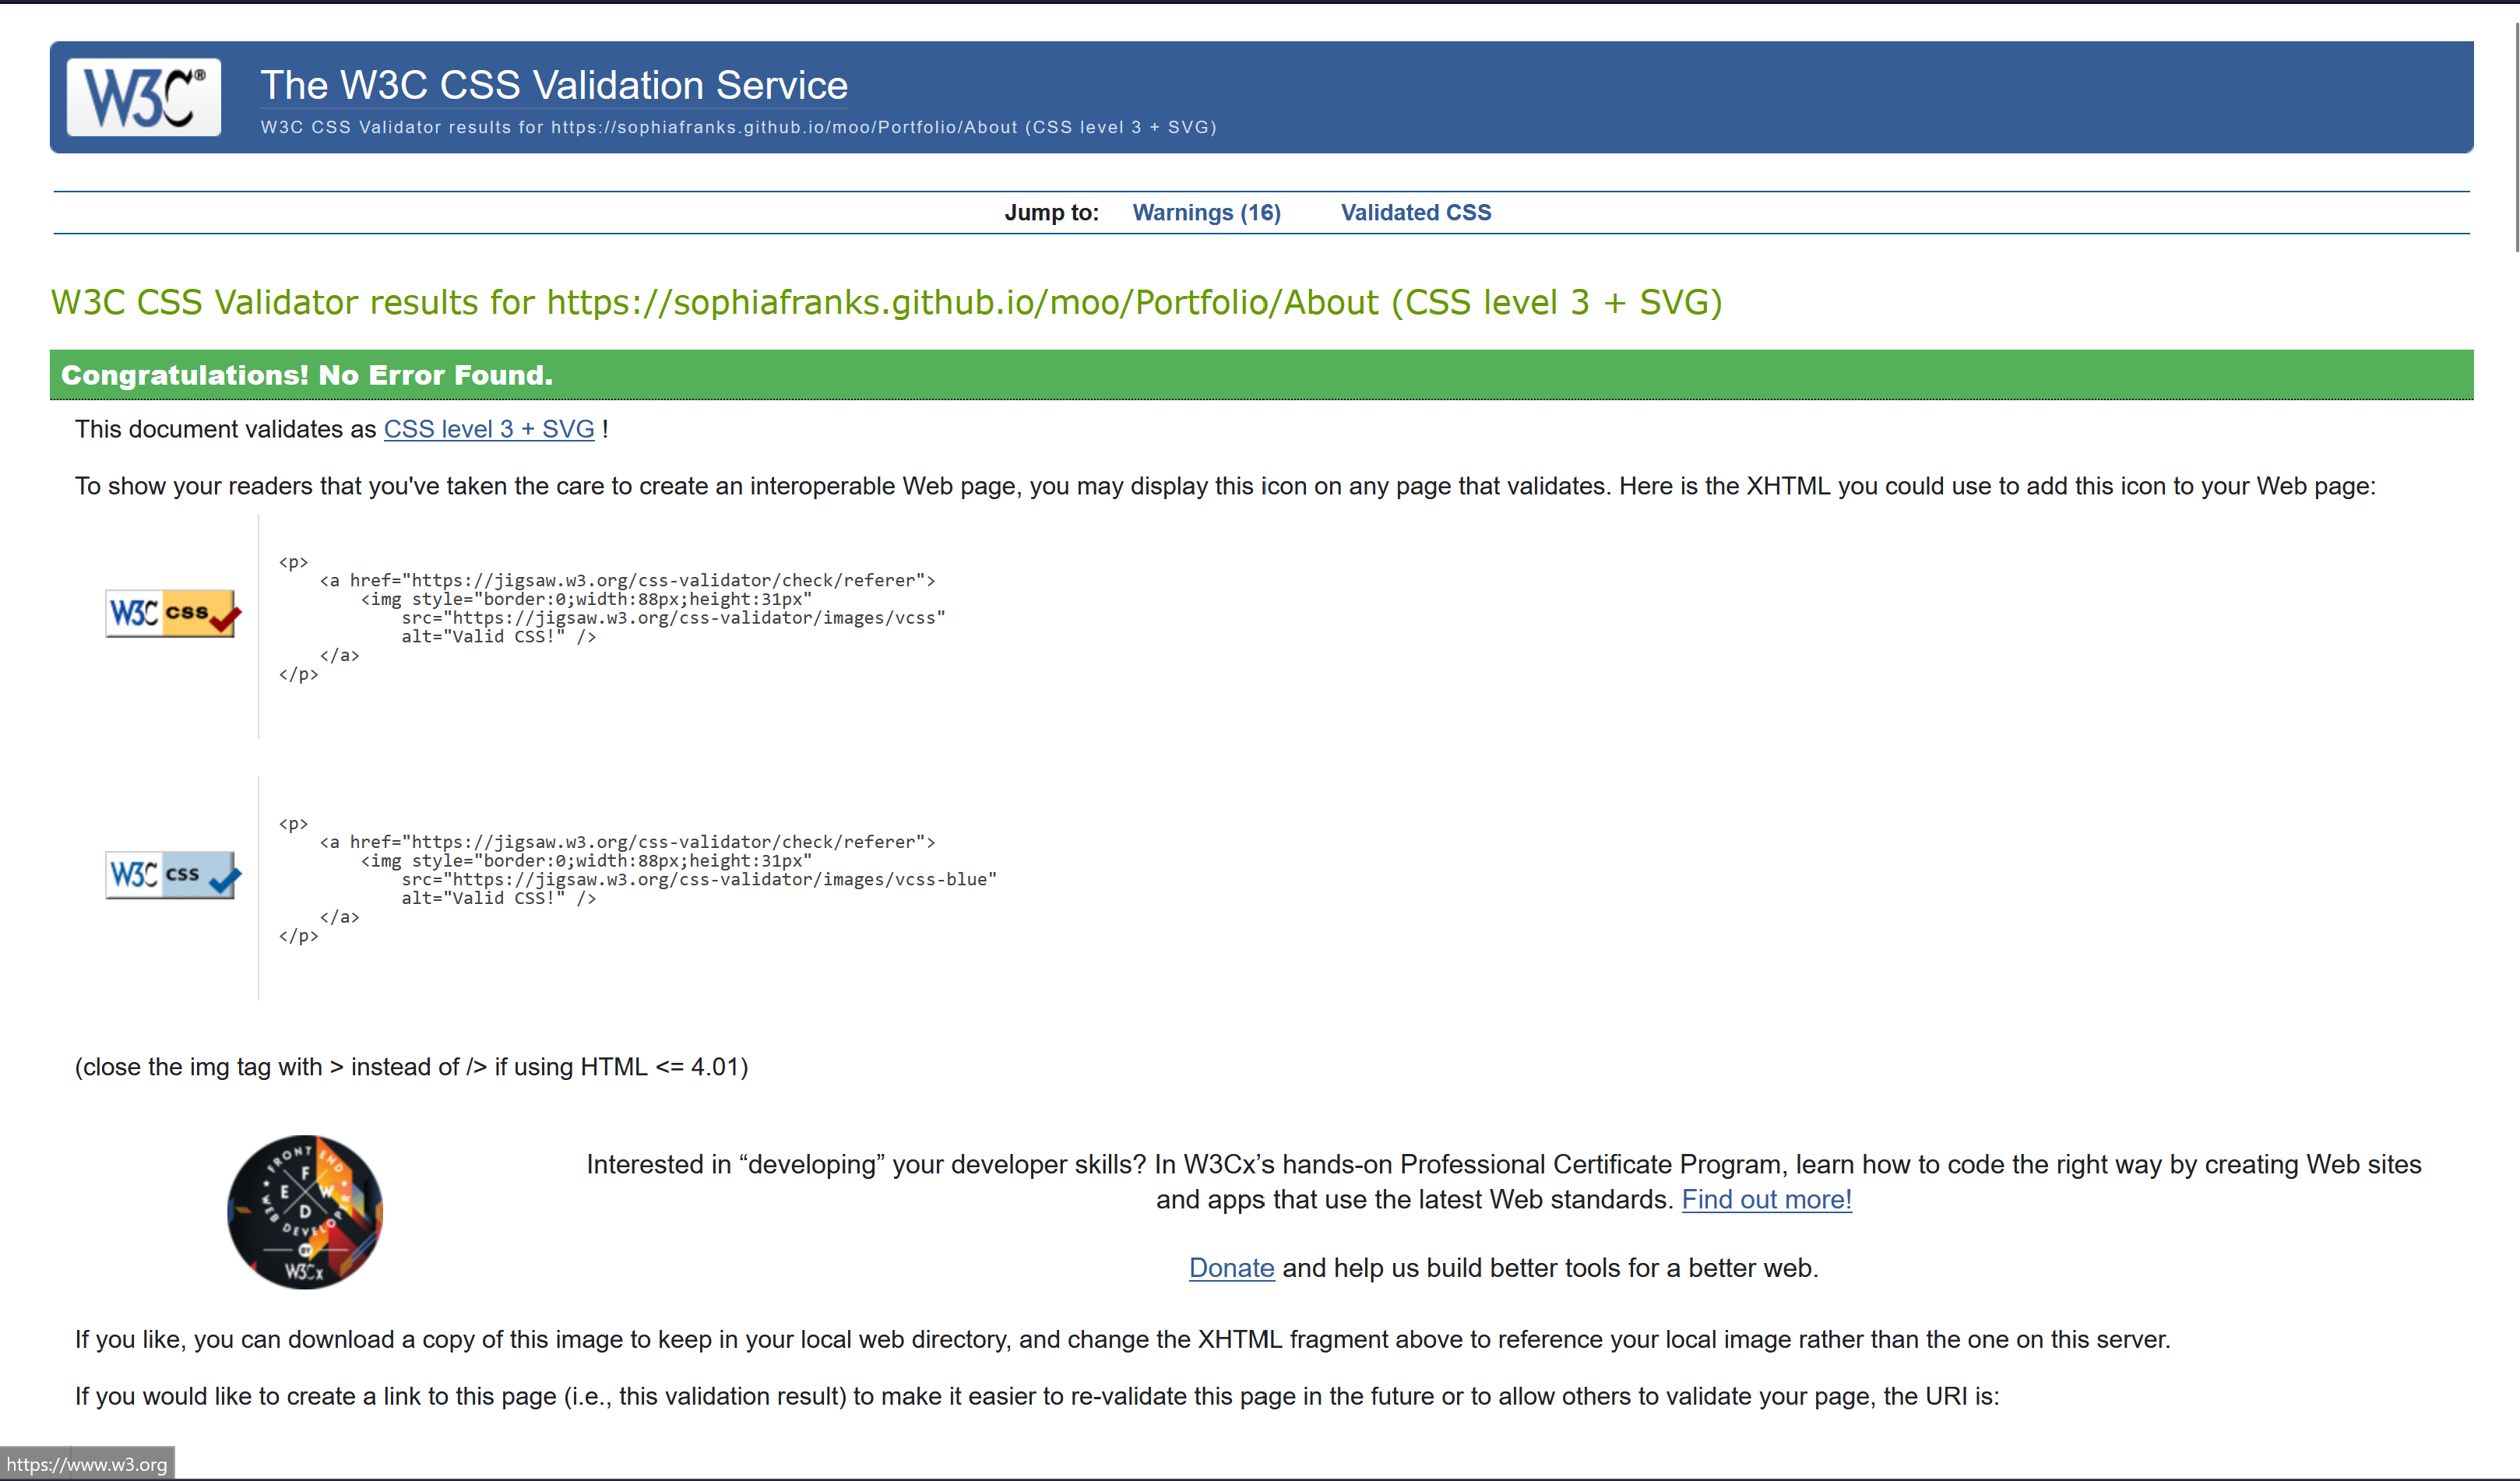 W3C®
The W3C CSS Validation Service
W3C CSS Validator results for https://sophiafranks.github.io/moo/Portfolio/About (CSS level 3 + SVG)
Jump to: Warnings (16) Validated CSS
W3C CSS Validator results for https://sophiafranks.github.io/moo/Portfolio/About (CSS level 3 + SVG)
Congratulations! No Error Found.
This document validates as CSS level 3 + SVG !
To show your readers that you've taken the care to create an interoperable Web page, you may display this icon on any page that validates. Here is the XHTML you could use to add this icon to your Web page:
W3C css
<p>
<a href="https://jigsaw.w3.org/css-validator/check/referer">
<img style="border:0;width:88px;height:31px"
src="https://jigsaw.w3.org/css-validator/images/vcss"
alt="Valid CSS!" />
</a>
</p>
W3C css
<p>
<a href="https://jigsaw.w3.org/css-validator/check/referer">
<img style="border:0;width:88px;height:31px"
src="https://jigsaw.w3.org/css-validator/images/vcss-blue"
alt="Valid CSS!" />
</a>
</p>
(close the img tag with > instead of /> if using HTML <= 4.01)
FRONT END
F E W D
WEB DEVELOPER
BY
W3Cx
Interested in “developing” your developer skills? In W3Cx’s hands-on Professional Certificate Program, learn how to code the right way by creating Web sites
and apps that use the latest Web standards. Find out more!
Donate and help us build better tools for a better web.
If you like, you can download a copy of this image to keep in your local web directory, and change the XHTML fragment above to reference your local image rather than the one on this server.
If you would like to create a link to this page (i.e., this validation result) to make it easier to re-validate this page in the future or to allow others to validate your page, the URI is:
https://www.w3.org